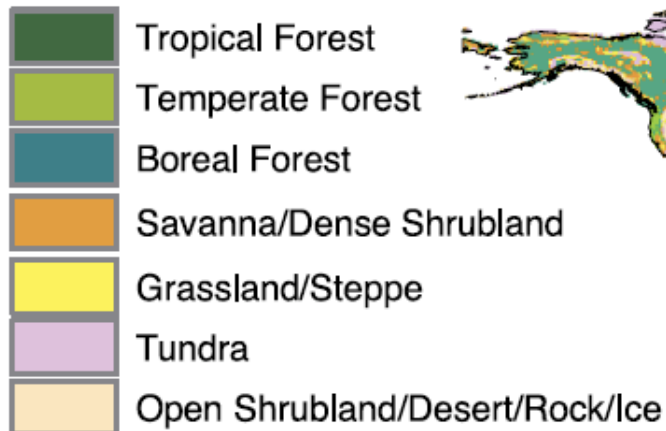 Tropical Forest
Temperate Forest
Boreal Forest
Savanna/Dense Shrubland
Grassland/Steppe
Tundra
Open Shrubland/Desert/Rock/Ice